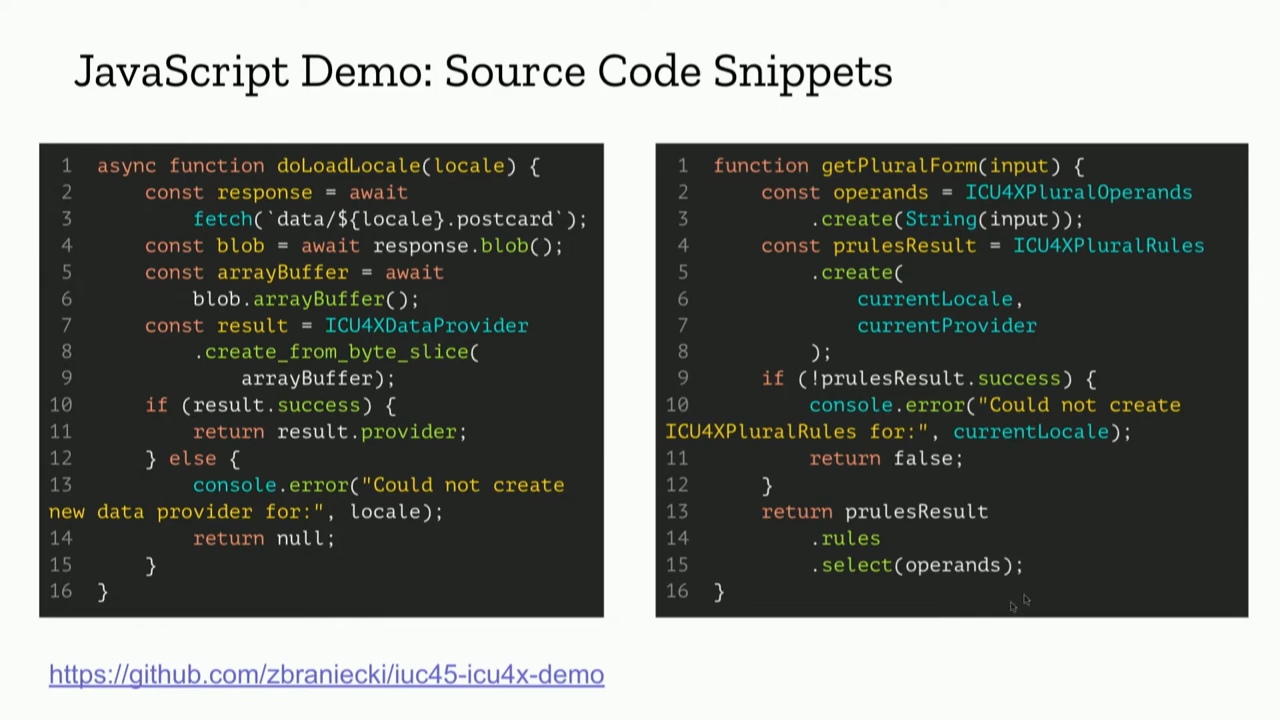 JavaScript Demo: Source Code Snippets
1 async function doLoadLocale(locale) {
2     const response = await
3         fetch(`data/${locale}.postcard`);
4     const blob = await response.blob();
5     const arrayBuffer = await
6         blob.arrayBuffer();
7     const result = ICU4XDataProvider
8         .create_from_byte_slice(
9             arrayBuffer);
10     if (result.success) {
11         return result.provider;
12     } else {
13         console.error("Could not create
new data provider for:", locale);
14         return null;
15     }
16 }
1 function getPluralForm(input) {
2     const operands = ICU4XPluralOperands
3         .create(String(input));
4     const prulesResult = ICU4XPluralRules
5         .create(
6             currentLocale,
7             currentProvider
8         );
9     if (!prulesResult.success) {
10         console.error("Could not create
ICU4XPluralRules for:", currentLocale);
11         return false;
12     }
13     return prulesResult
14         .rules
15         .select(operands);
16 }
https://github.com/zbraniecki/iuc45-icu4x-demo